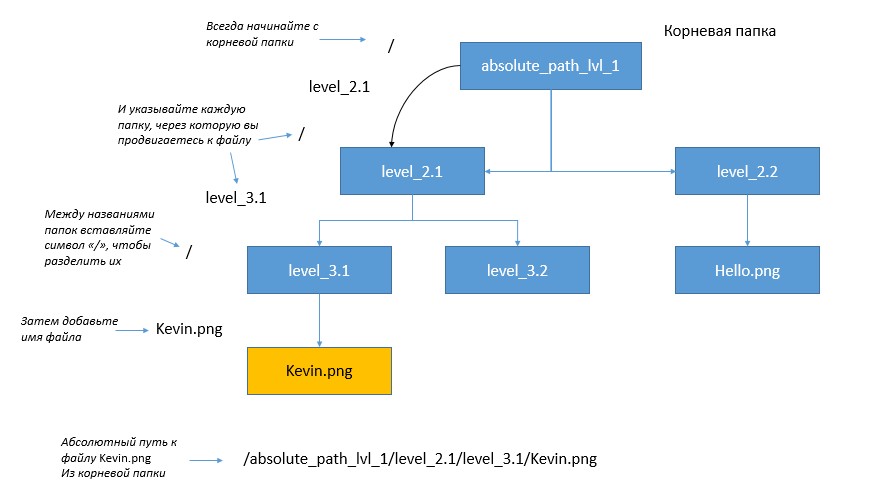 Всегда начинайте с
корневой папки
/
Корневая папка
absolute_path_lvl_1
level_2.1
И указывайте каждую
папку, через которую вы
продвигаетесь к файлу
/
level_2.1
level_2.2
level_3.1
Между названиями
папок вставляйте
символ «/», чтобы
разделить их
/
level_3.1
level_3.2
Hello.png
Затем добавьте
имя файла
Kevin.png
Kevin.png
Абсолютный путь к
файлу Kevin.png
Из корневой папки
/absolute_path_lvl_1/level_2.1/level_3.1/Kevin.png